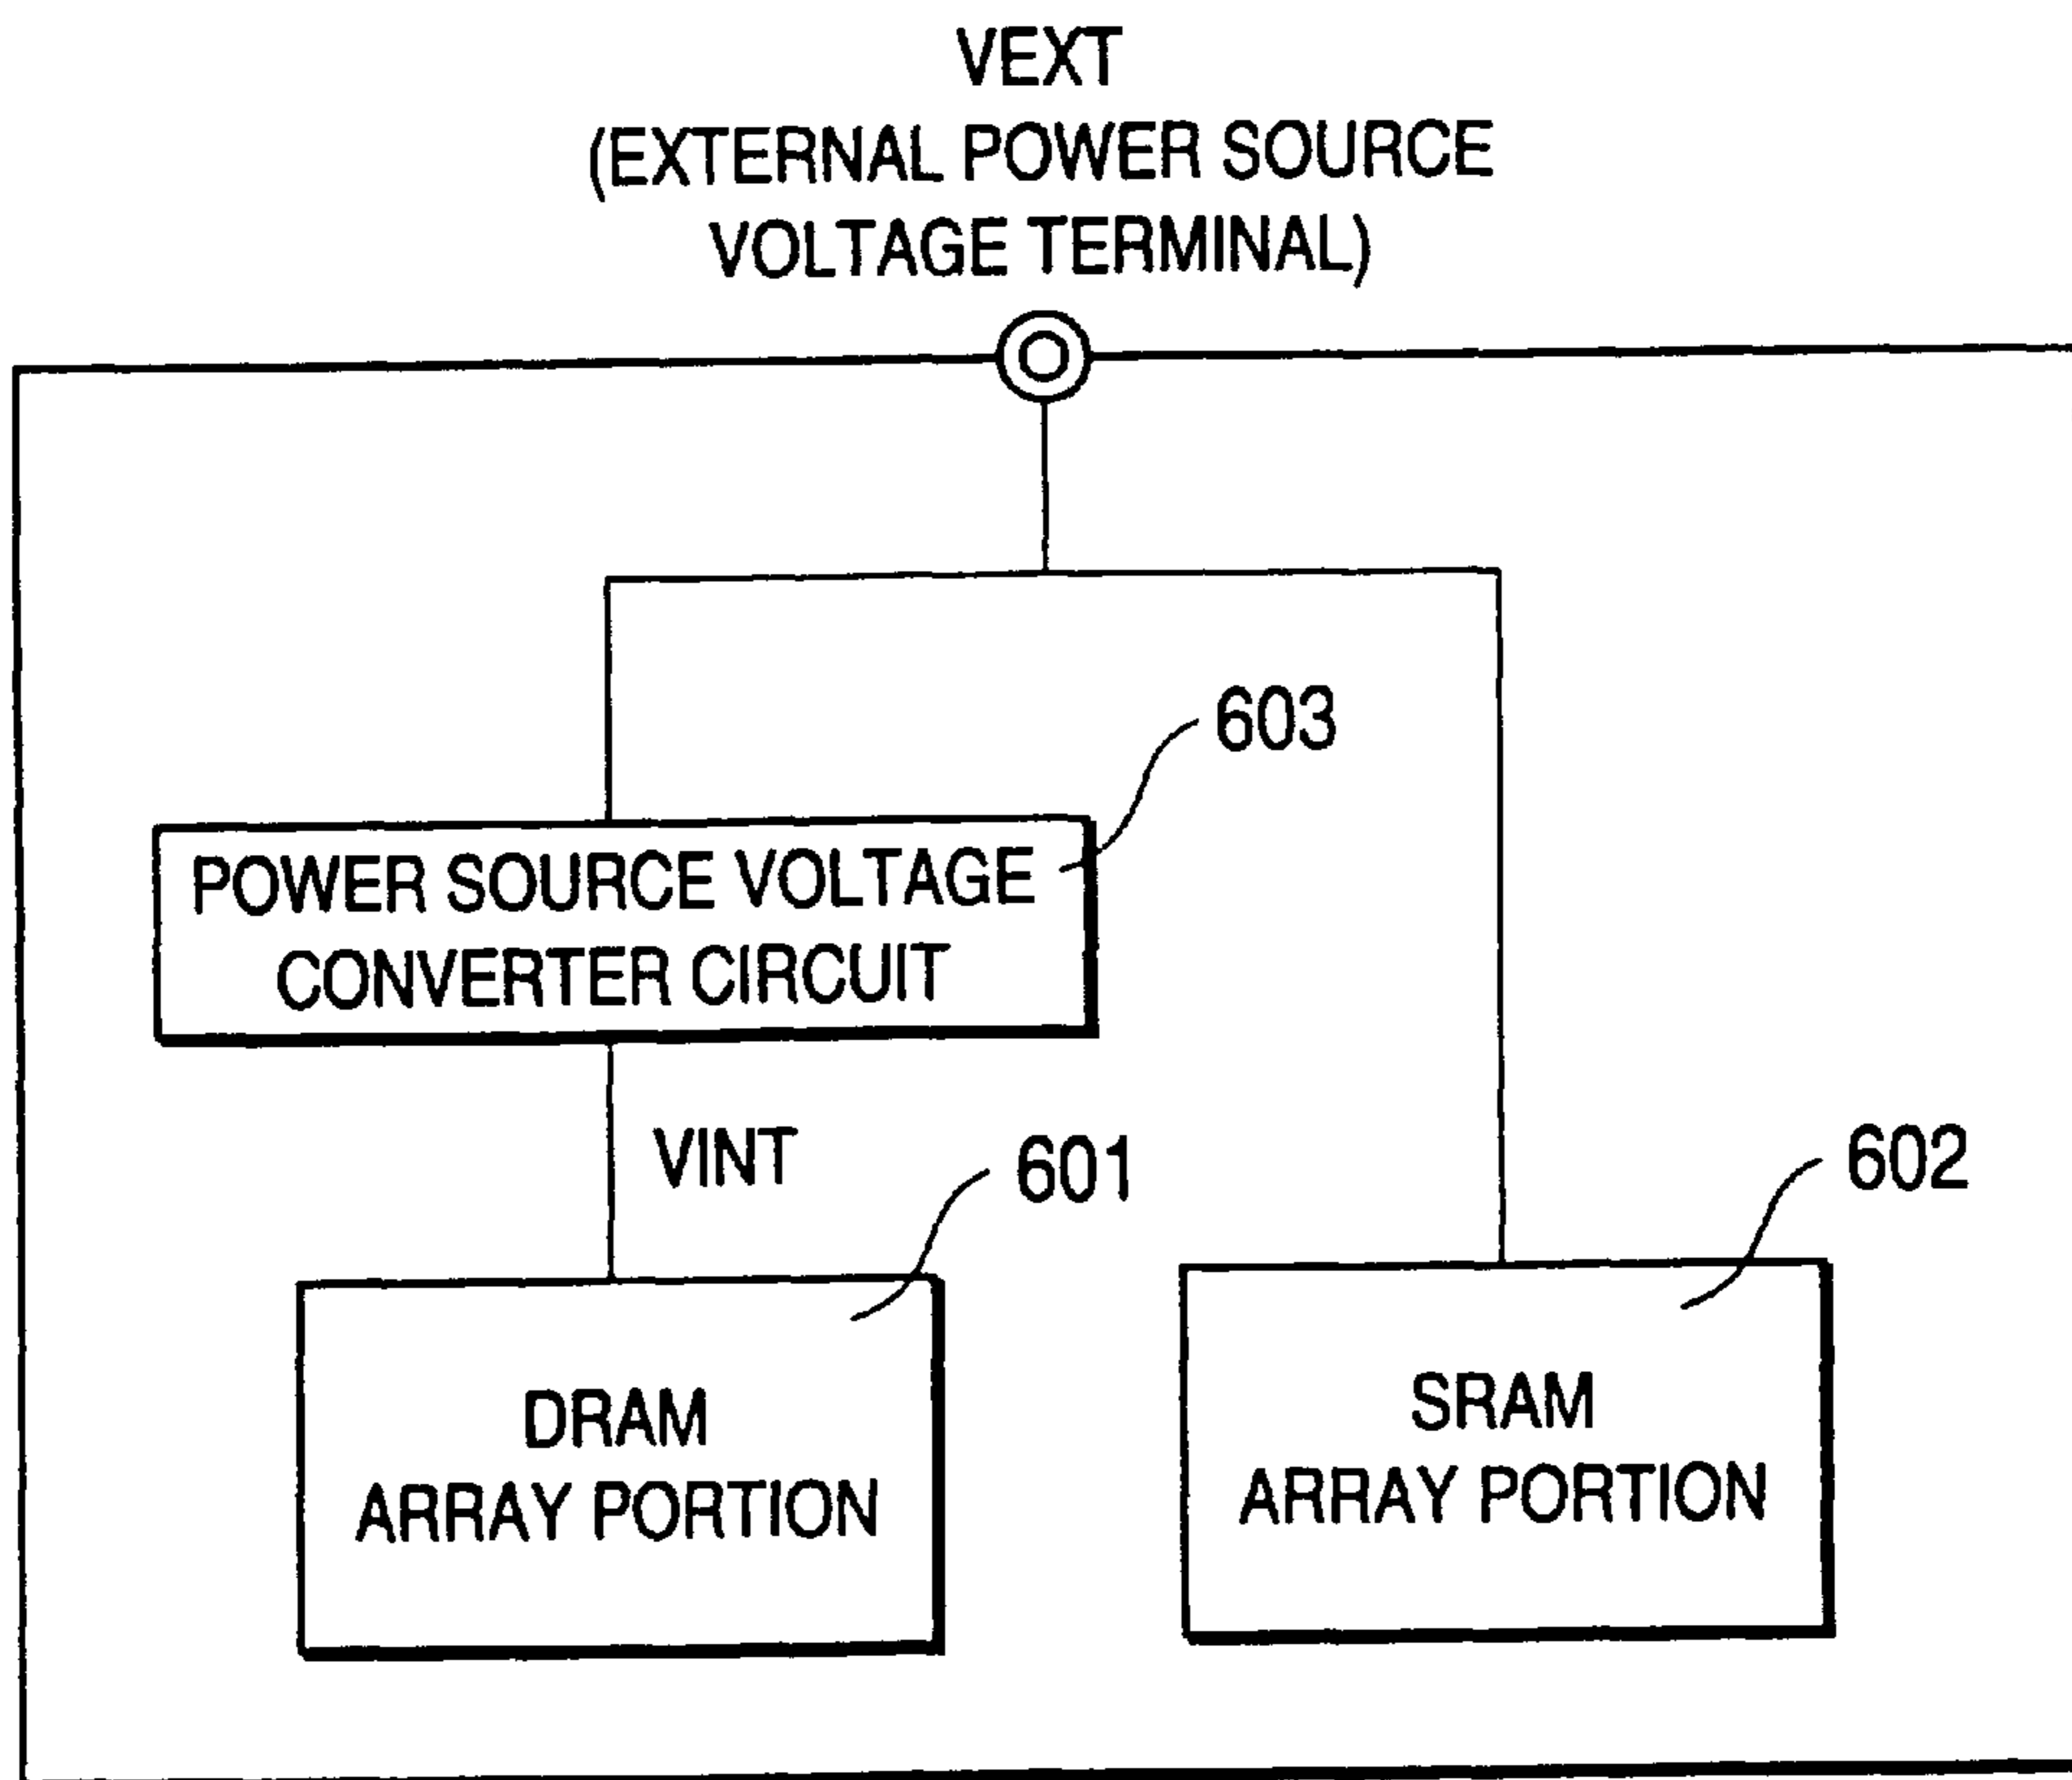 VEXT
(EXTERNAL POWER SOURCE
VOLTAGE TERMINAL)
603
POWER SOURCE VOLTAGE
CONVERTER CIRCUIT
VINT
601
602
DRAM
ARRAY PORTION
SRAM
ARRAY PORTION